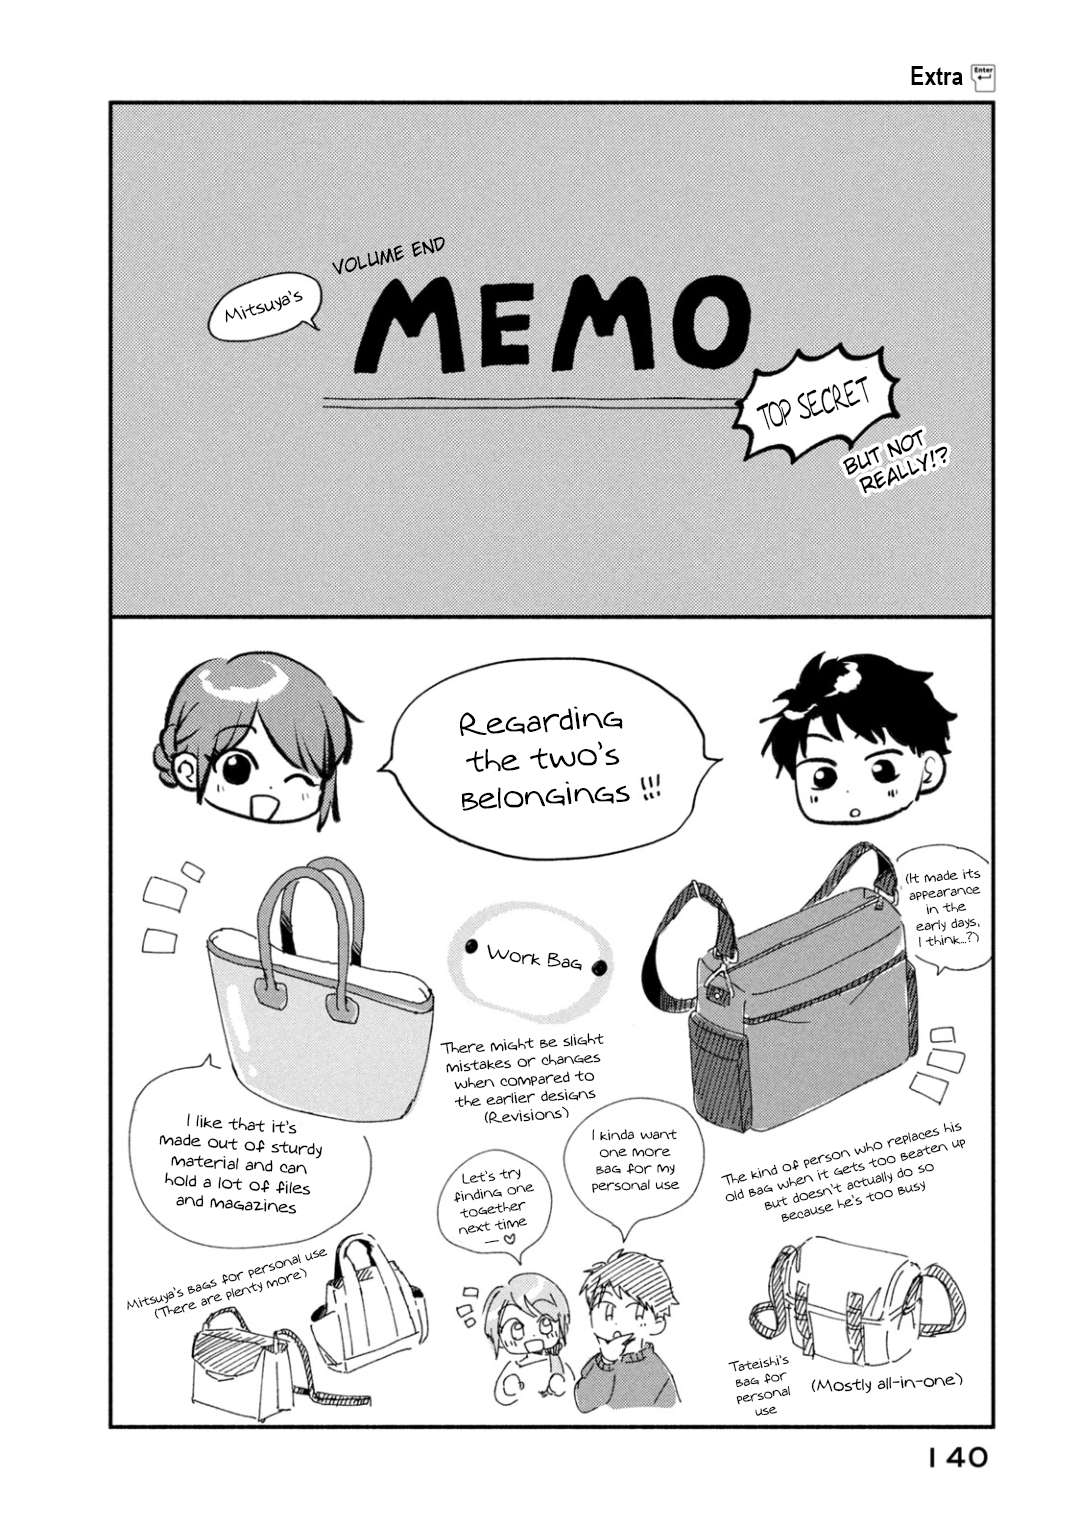 Extra Enter
VOLUME END
Mitsuya's
MEMO
TOP SECRET
BUT NOT
REALLY!?
Regarding
the two's
Belongings !!!
(It made its
appearance
in the
early days,
I think...?)
Work Bag
There might be slight
mistakes or changes
when compared to
the earlier designs
(Revisions)
I like that it's
made out of sturdy
material and can
hold a lot of files
and magazines
I kinda want
one more
Bag for my
personal use
Let's try
finding one
together
next time
— ♡
The kind of person who replaces his
old Bag when it gets too Beaten up
But doesn't actually do so
Because he's too Busy
Mitsuya's Bags for personal use
(There are plenty more)
Tateishi's
Bag for
personal
use
(Mostly all-in-one)
140